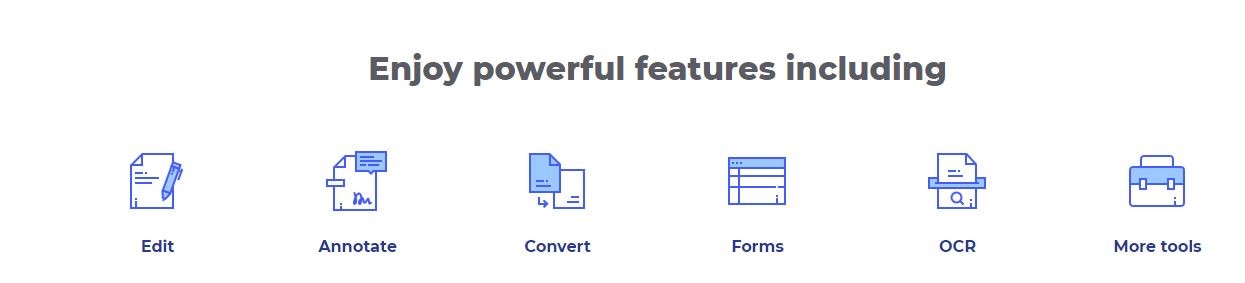 Enjoy powerful features including
Edit
Annotate
Convert
Forms
OCR
More tools